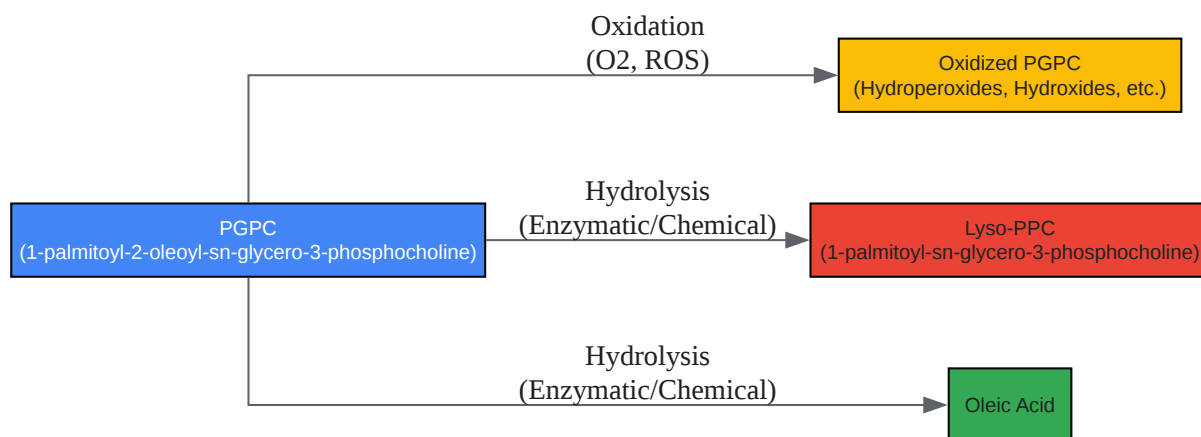 Oxidation
(O2, ROS)
Oxidized PGPC
(Hydroperoxides, Hydroxides, etc.)
PGPC
(1-palmitoyl-2-oleoyl-sn-glycero-3-phosphocholine)
Hydrolysis
(Enzymatic/Chemical)
Lyso-PPC
(1-palmitoyl-sn-glycero-3-phosphocholine)
Hydrolysis
(Enzymatic/Chemical)
Oleic Acid